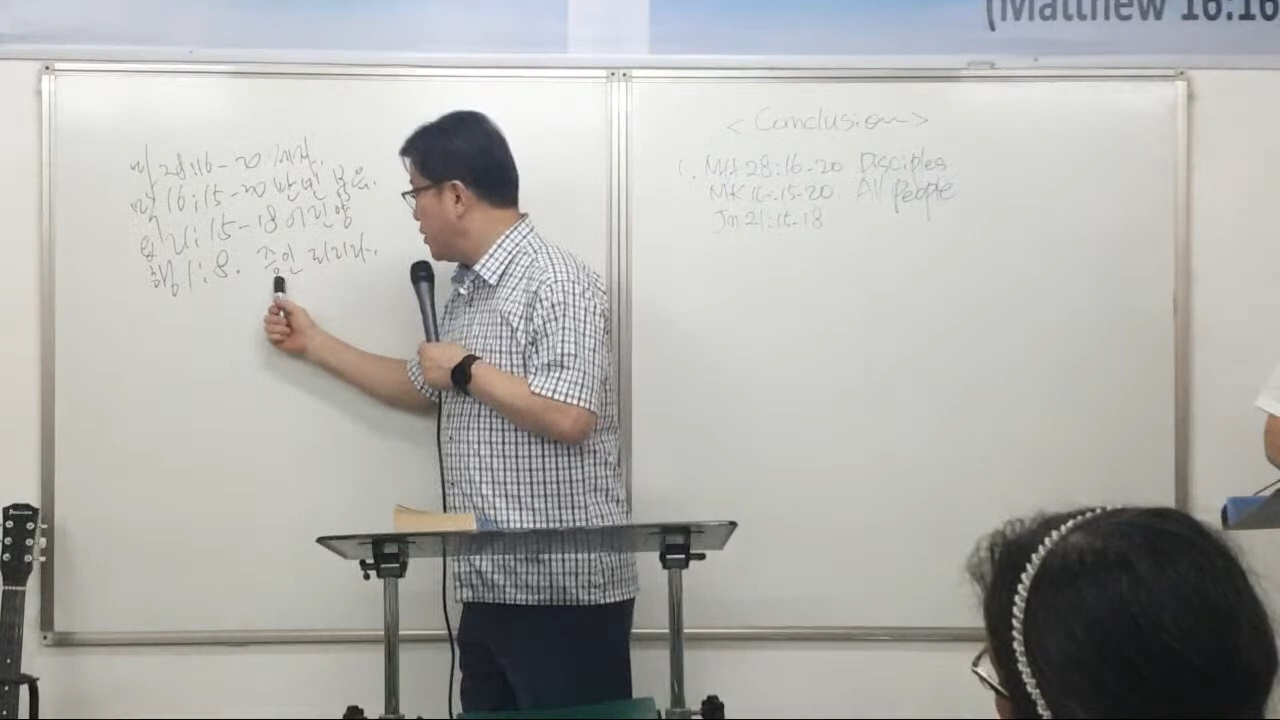 (Matthew 16:16
마 28:16-20 제자.
막 16:15-20 만민 복음.
요 21:15-18 어린양
행 1:8. 증인 되리라.
< Conclusion >
1. Mt 28:16-20 Disciples
MK 16:15-20. All people
Jn 21:15-18